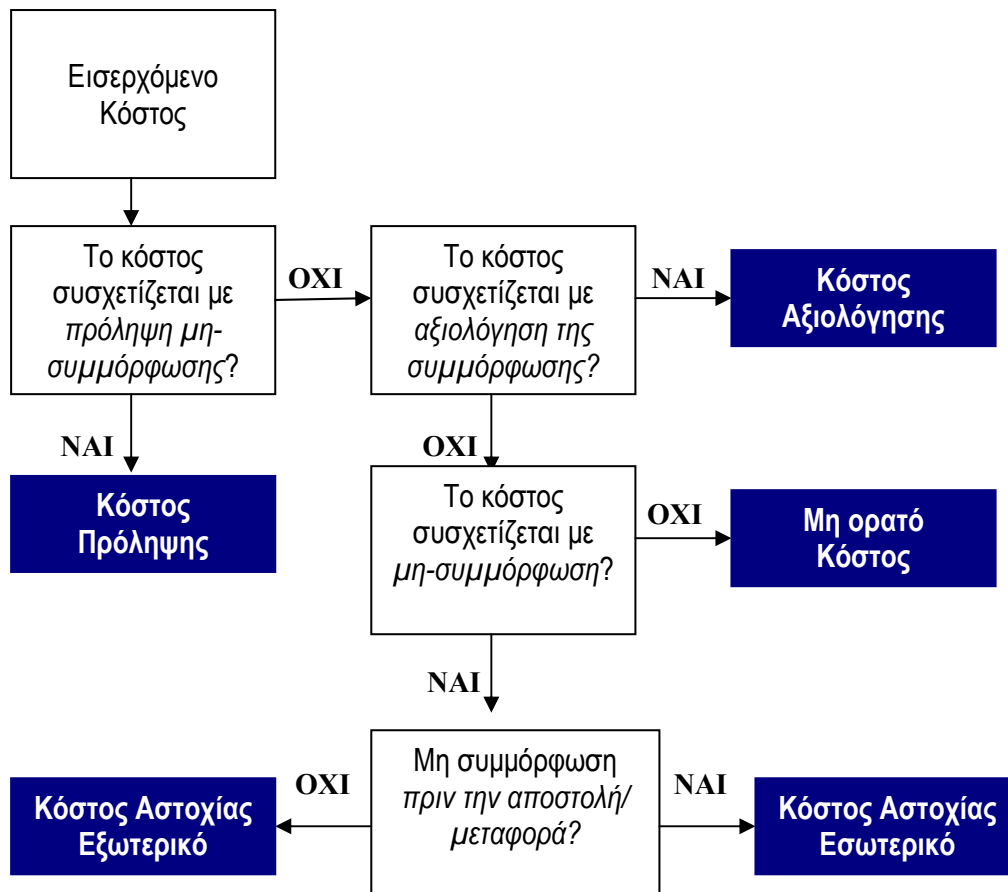 Εισερχόμενο
Κόστος
Το κόστος
συσχετίζεται με
πρόληψη μη-
συμμόρφωσης?
ΟΧΙ
Το κόστος
συσχετίζεται με
αξιολόγηση της
συμμόρφωσης?
ΝΑΙ
Κόστος
Αξιολόγησης
ΝΑΙ
ΟΧΙ
Κόστος
Πρόληψης
Το κόστος
συσχετίζεται με
μη-συμμόρφωση?
ΟΧΙ
Μη ορατό
Κόστος
ΝΑΙ
Μη συμμόρφωση
πριν την αποστολή/
μεταφορά?
ΟΧΙ
Κόστος Αστοχίας
Εξωτερικό
ΝΑΙ
Κόστος Αστοχίας
Εσωτερικό